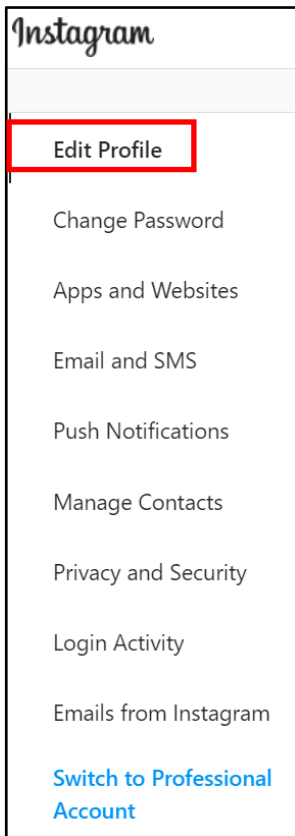 Instagram
Edit Profile
Change Password
Apps and Websites
Email and SMS
Push Notifications
Manage Contacts
Privacy and Security
Login Activity
Emails from Instagram
Switch to Professional
Account